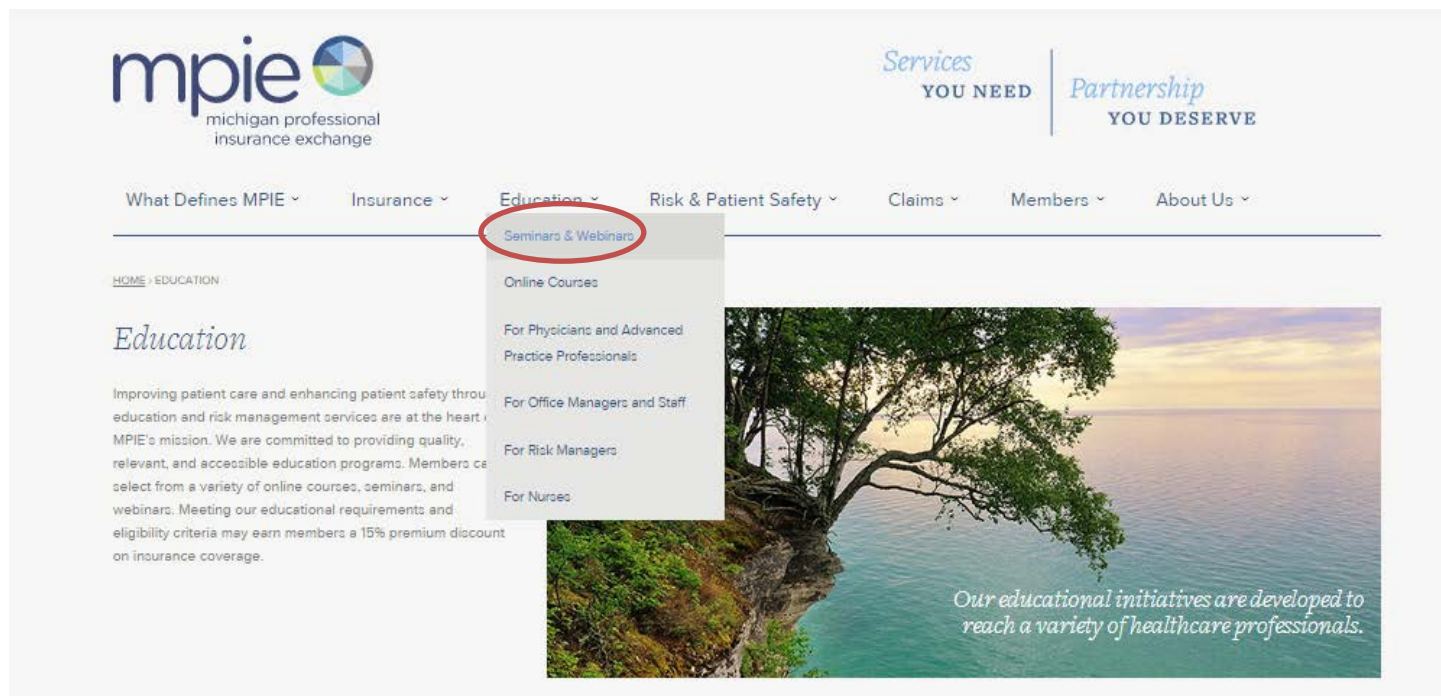 mpie
michigan professional
insurance exchange
Services
YOU NEED
Partnership
YOU DESERVE
What Defines MPIE
Insurance
Education
Risk & Patient Safety
Claims
Members
About Us
Seminars & Webinars
Online Courses
For Physicians and Advanced
Practice Professionals
For Office Managers and Staff
For Risk Managers
For Nurses
HOME › EDUCATION
Education
Improving patient care and enhancing patient safety throu
education and risk management services are at the heart
MPIE's mission. We are committed to providing quality,
relevant, and accessible education programs. Members ca
select from a variety of online courses, seminars, and
webinars. Meeting our educational requirements and
eligibility criteria may earn members a 15% premium discount
on insurance coverage.
Our educational initiatives are developed to
reach a variety of healthcare professionals.